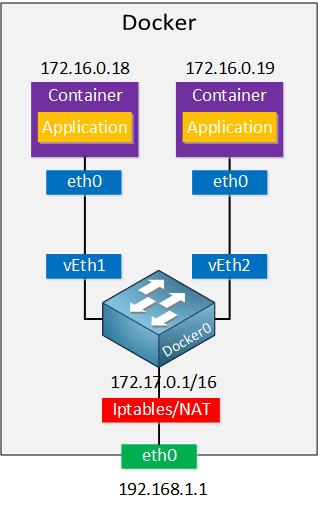 Docker
172.16.0.18 172.16.0.19
Container Container
Application Application
eth0 eth0
vEth1 vEth2
Docker0
172.17.0.1/16
Iptables/NAT
eth0
192.168.1.1